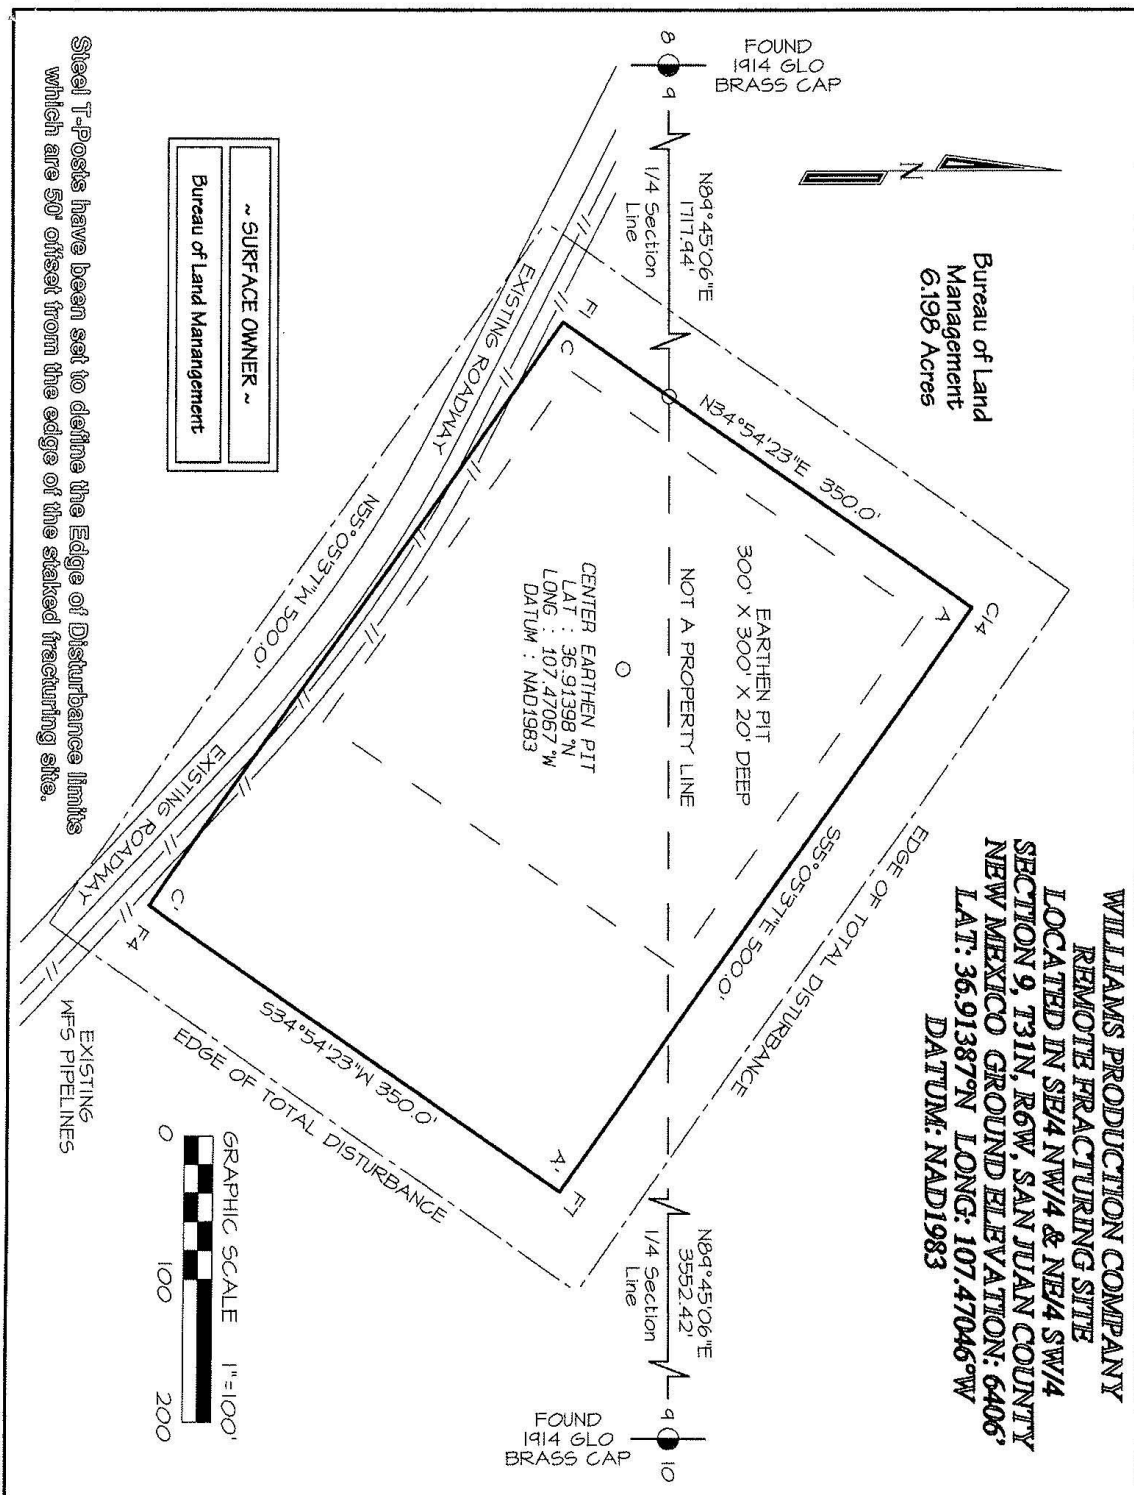 WILLIAMS PRODUCTION COMPANY
REMOTE FRACTURING SITE
LOCATED IN SE/4 NW/4 & NE/4 SW/4
SECTION 9, T31N, R6W, SAN JUAN COUNTY
NEW MEXICO GROUND ELEVATION: 6406'
LAT: 36.91387°N LONG: 107.47046°W
DATUM: NAD1983
N
Bureau of Land
Management
6.198 Acres
FOUND
1914 GLO
BRASS CAP
8
9
N89°45'06"E
1717.94'
1/4 Section
Line
N34°54'23"E 350.0'
C/4
A
EARTHEN PIT
300' X 300' X 20' DEEP
NOT A PROPERTY LINE
CENTER EARTHEN PIT
LAT : 36.91398 °N
LONG : 107.47067 °W
DATUM : NAD1983
S55°05'37"E 500.0'
EDGE OF TOTAL DISTURBANCE
N89°45'06"E
3552.42'
1/4 Section
Line
9
10
FOUND
1914 GLO
BRASS CAP
F1
C
A'
F7
EXISTING ROADWAY
N55°05'37"W 500.0'
EXISTING ROADWAY
C'
F4
S34°54'23"W 350.0'
EDGE OF TOTAL DISTURBANCE
EXISTING
WFS PIPELINES
GRAPHIC SCALE 1"=100'
0
100
200
~ SURFACE OWNER ~
Bureau of Land Manangement
Steel T-Posts have been set to define the Edge of Disturbance limits
which are 50' offset from the edge of the staked fracturing site.